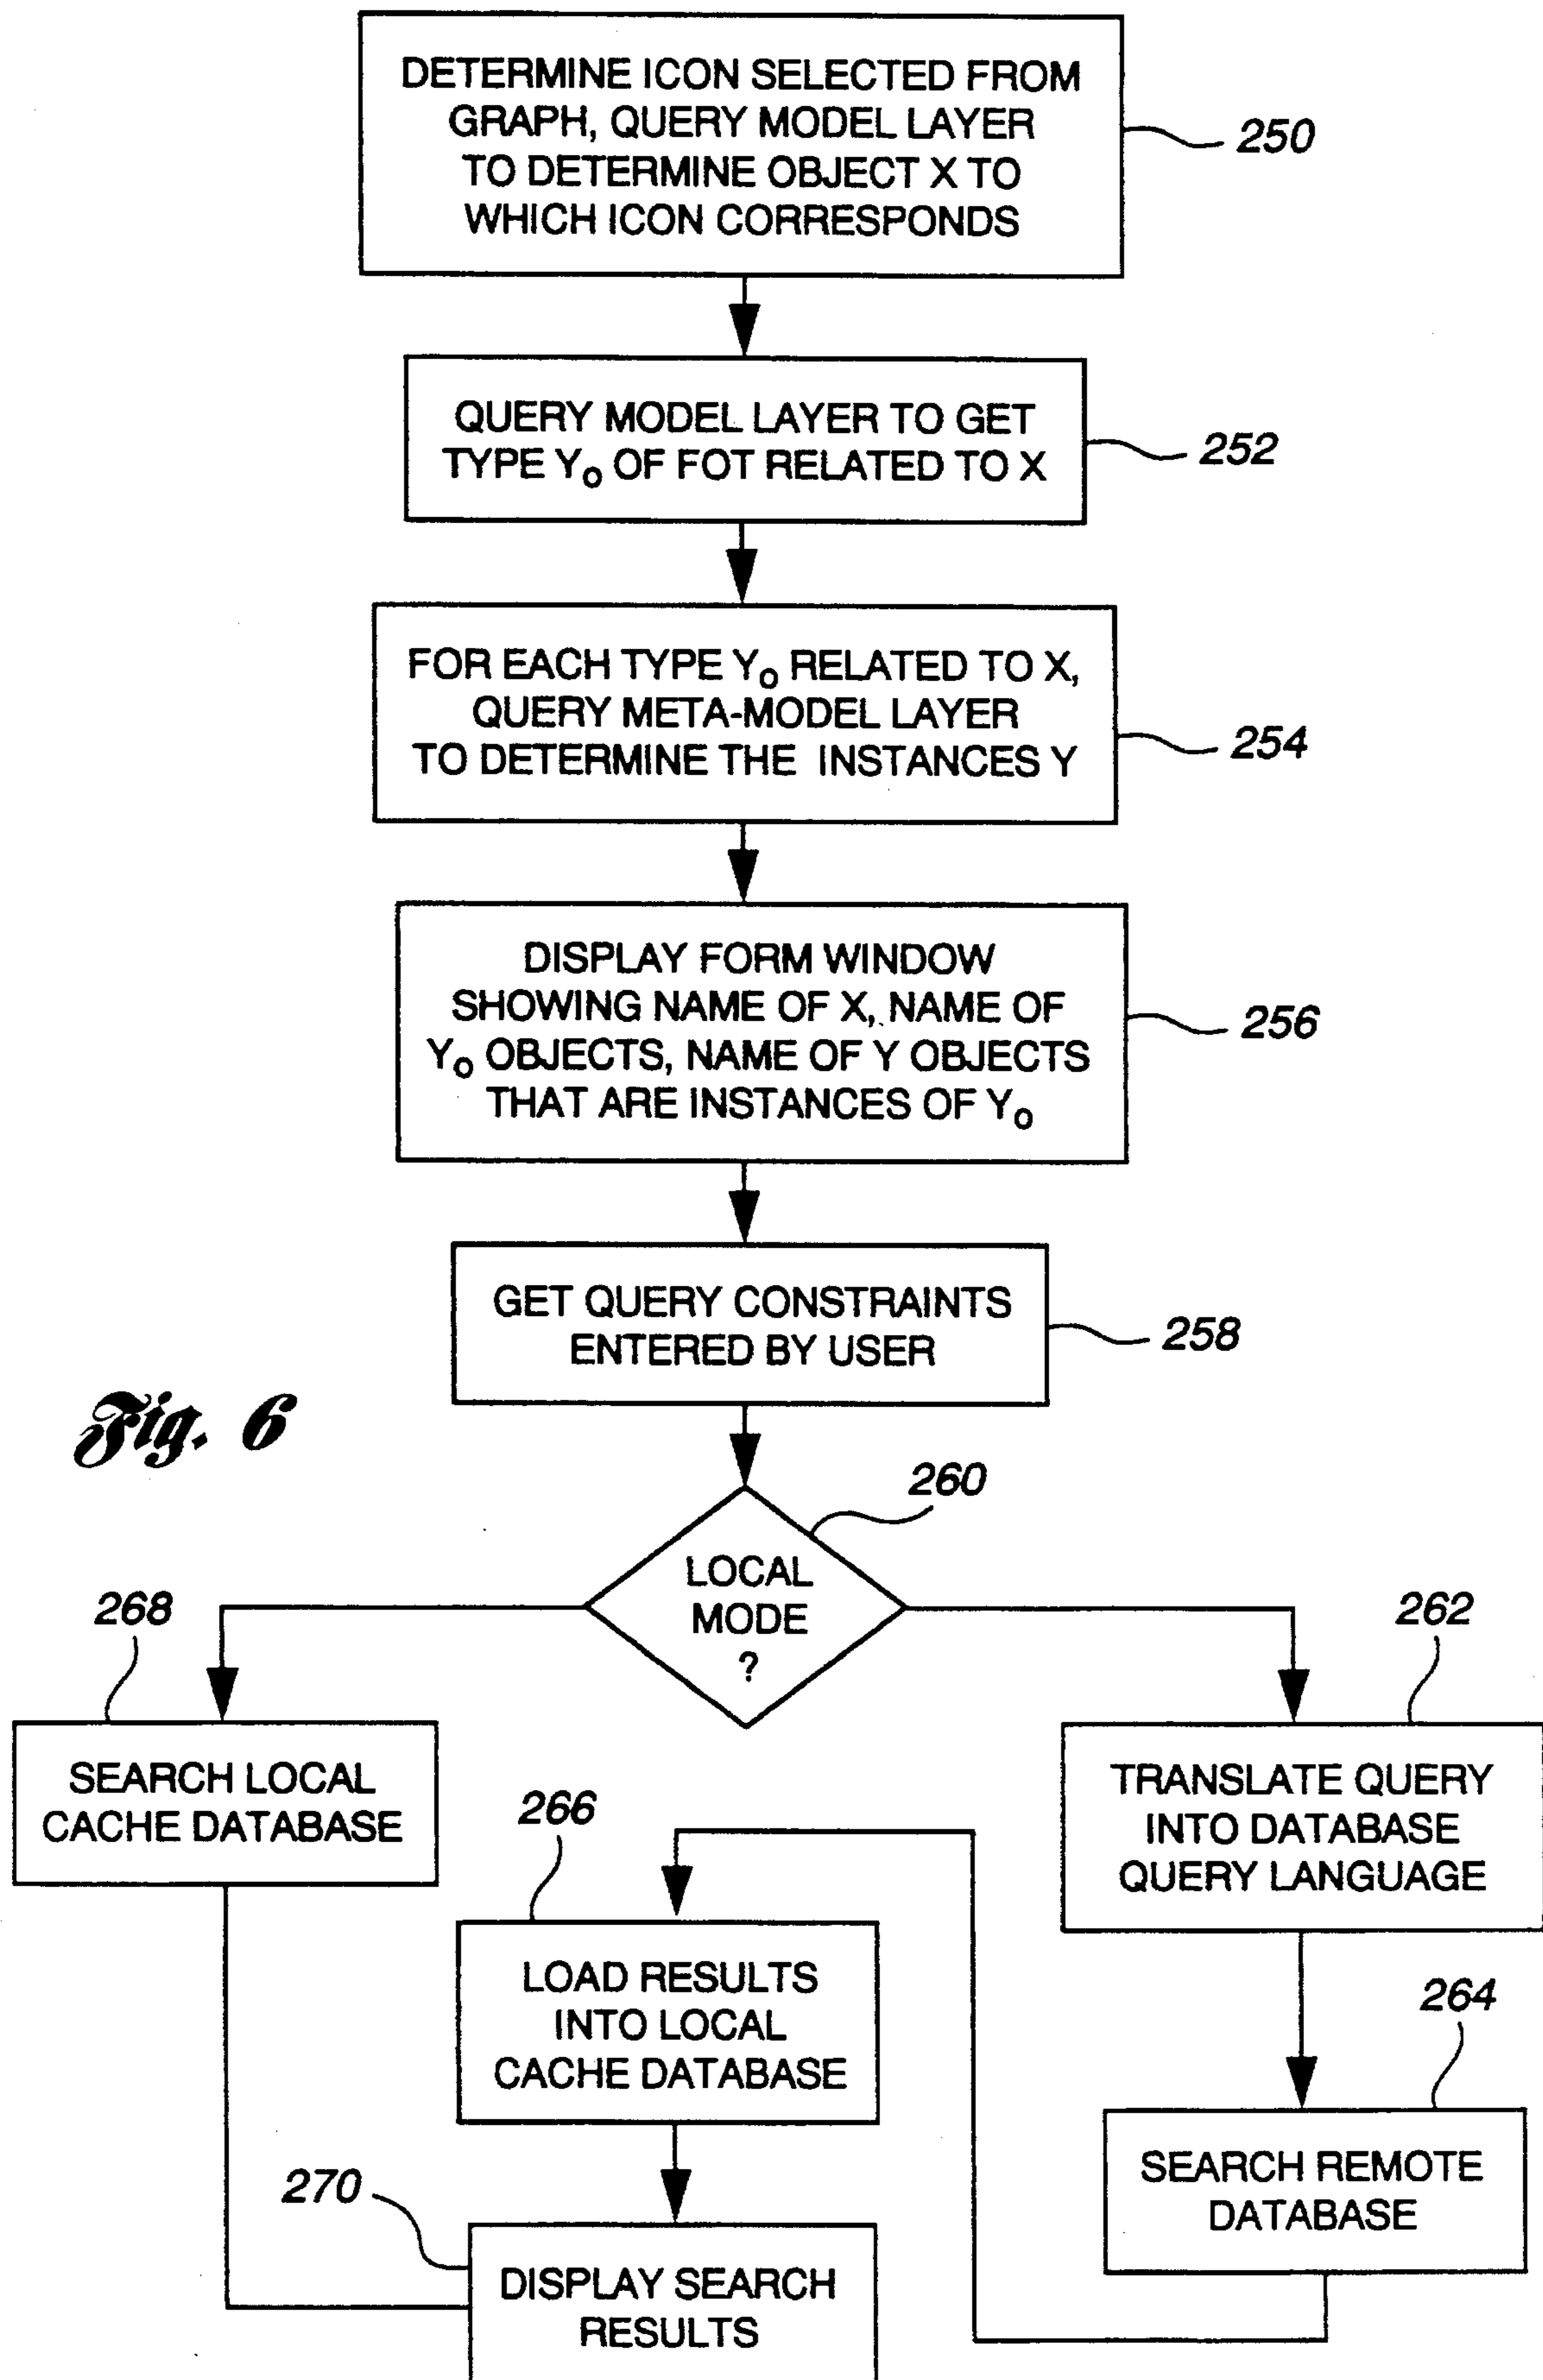 DETERMINE ICON SELECTED FROM
GRAPH, QUERY MODEL LAYER
TO DETERMINE OBJECT X TO
WHICH ICON CORRESPONDS
250
QUERY MODEL LAYER TO GET
TYPE Yo OF FOT RELATED TO X
252
FOR EACH TYPE Yo RELATED TO X,
QUERY META-MODEL LAYER
TO DETERMINE THE INSTANCES Y
254
DISPLAY FORM WINDOW
SHOWING NAME OF X, NAME OF
Yo OBJECTS, NAME OF Y OBJECTS
THAT ARE INSTANCES OF Yo
256
GET QUERY CONSTRAINTS
ENTERED BY USER
258
Fig. 6
260
LOCAL
MODE
?
268
SEARCH LOCAL
CACHE DATABASE
262
TRANSLATE QUERY
INTO DATABASE
QUERY LANGUAGE
266
LOAD RESULTS
INTO LOCAL
CACHE DATABASE
264
SEARCH REMOTE
DATABASE
270
DISPLAY SEARCH
RESULTS